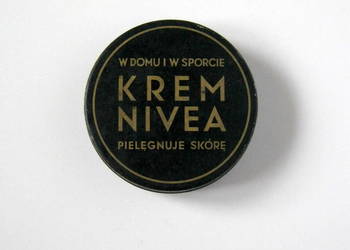 W DOMU I W SPORCIE
KREM
NIVEA
PIELĘGNUJE SKÓRĘ